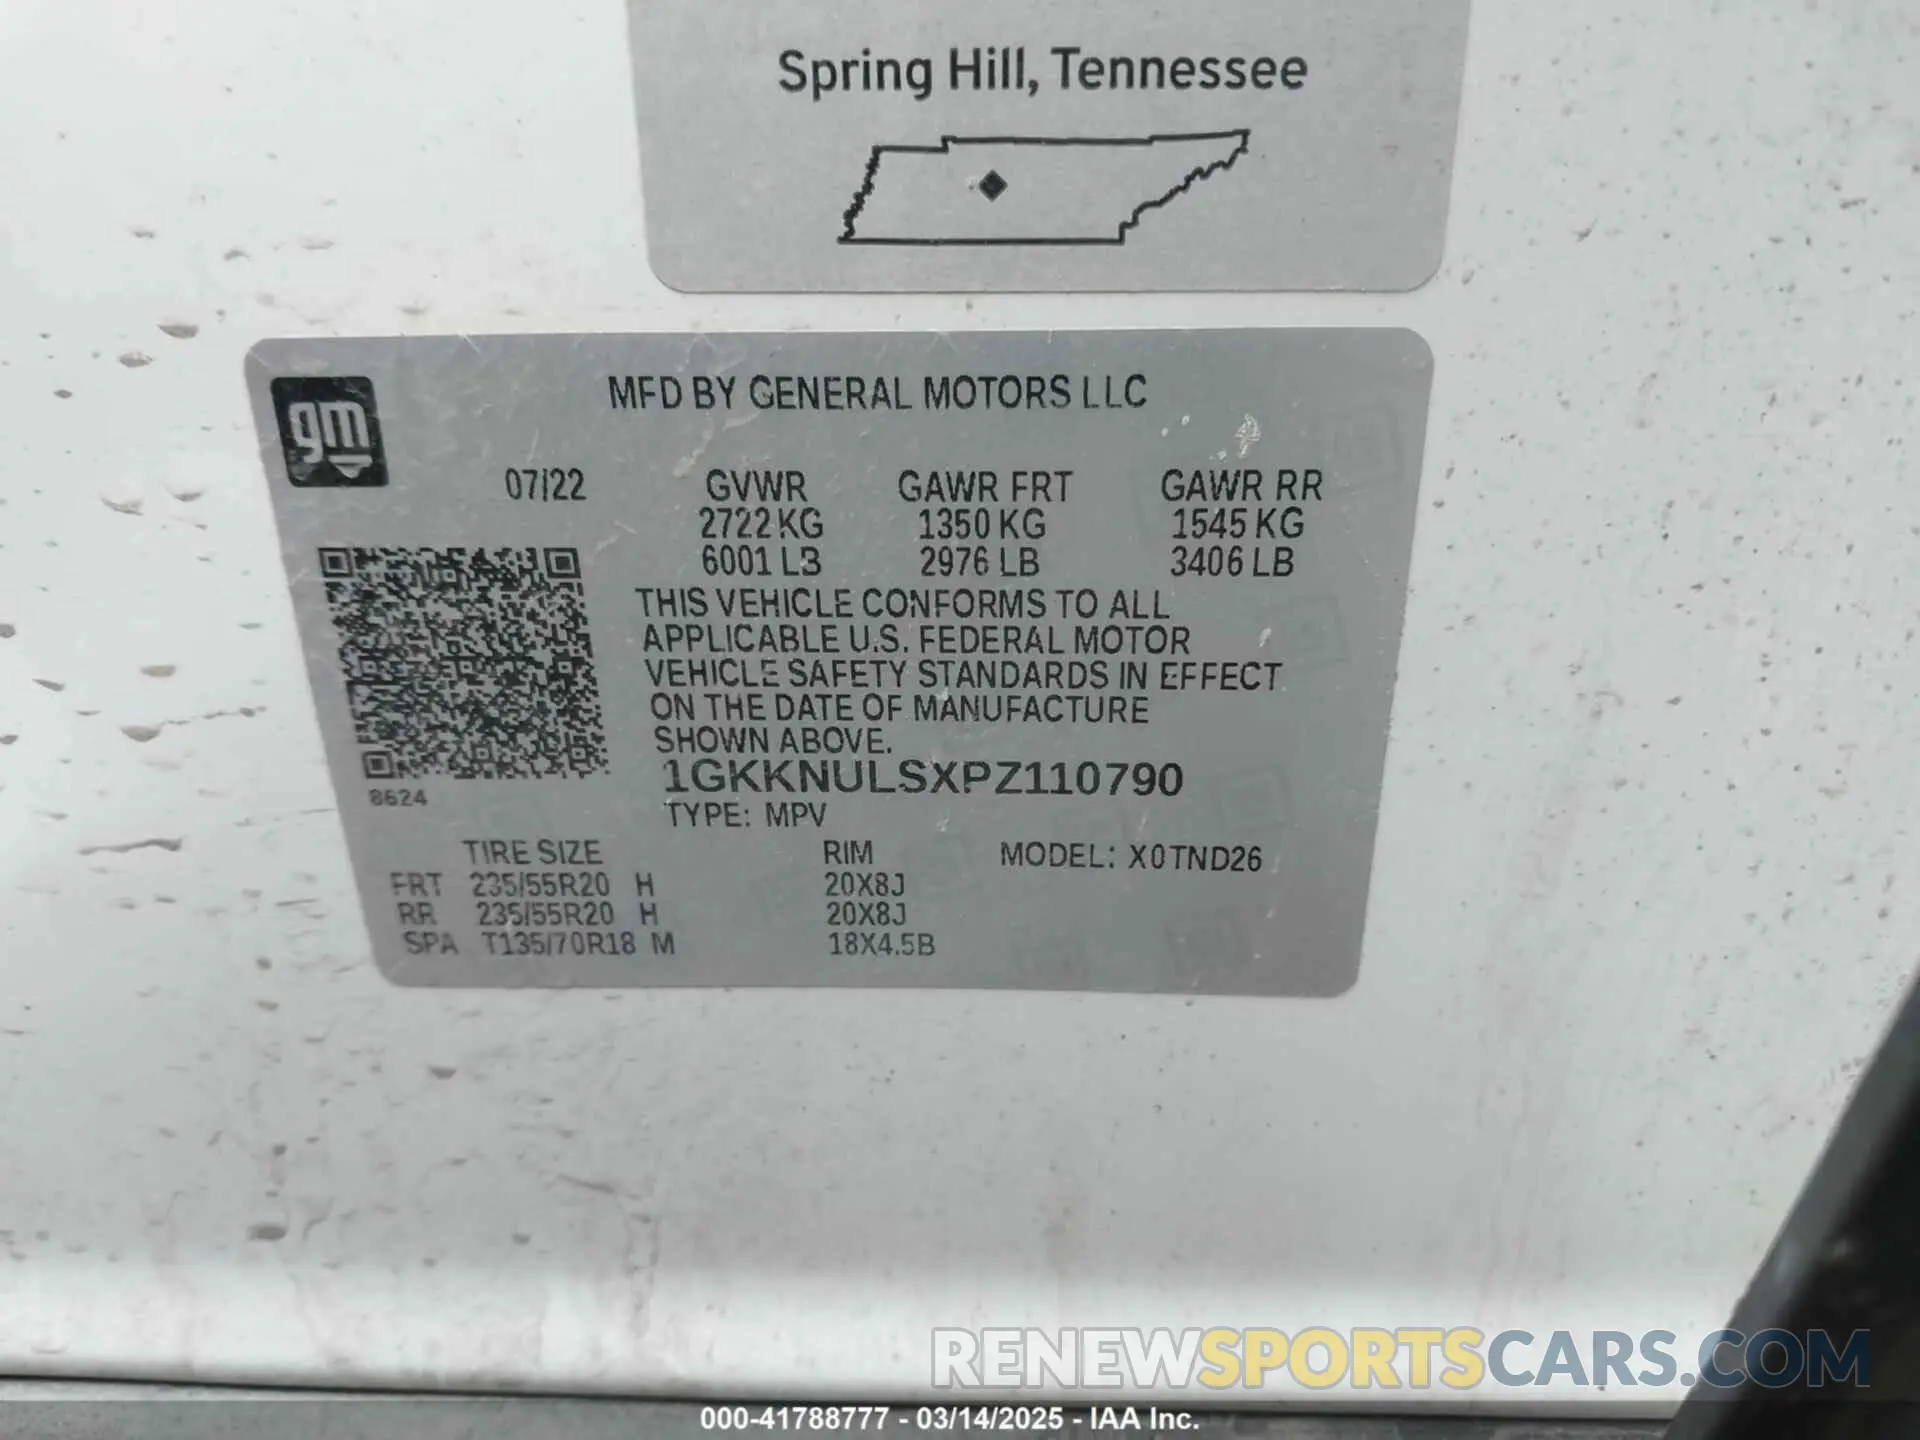 Spring Hill, Tennessee
gm
MFD BY GENERAL MOTORS LLC
07/22 GVWR GAWR FRT GAWR RR
2722 KG 1350 KG 1545 KG
6001 LB 2976 LB 3406 LB
THIS VEHICLE CONFORMS TO ALL
APPLICABLE U.S. FEDERAL MOTOR
VEHICLE SAFETY STANDARDS IN EFFECT
ON THE DATE OF MANUFACTURE
SHOWN ABOVE.
1GKKNULSXPZ110790
8624
TYPE: MPV
TIRE SIZE RIM MODEL: X0TND26
FRT 235/55R20 H 20X8J
RR 235/55R20 H 20X8J
SPA T135/70R18 M 18X4.5B
RENEWSPORTSCARS.COM
000-41788777 - 03/14/2025 - IAA Inc.